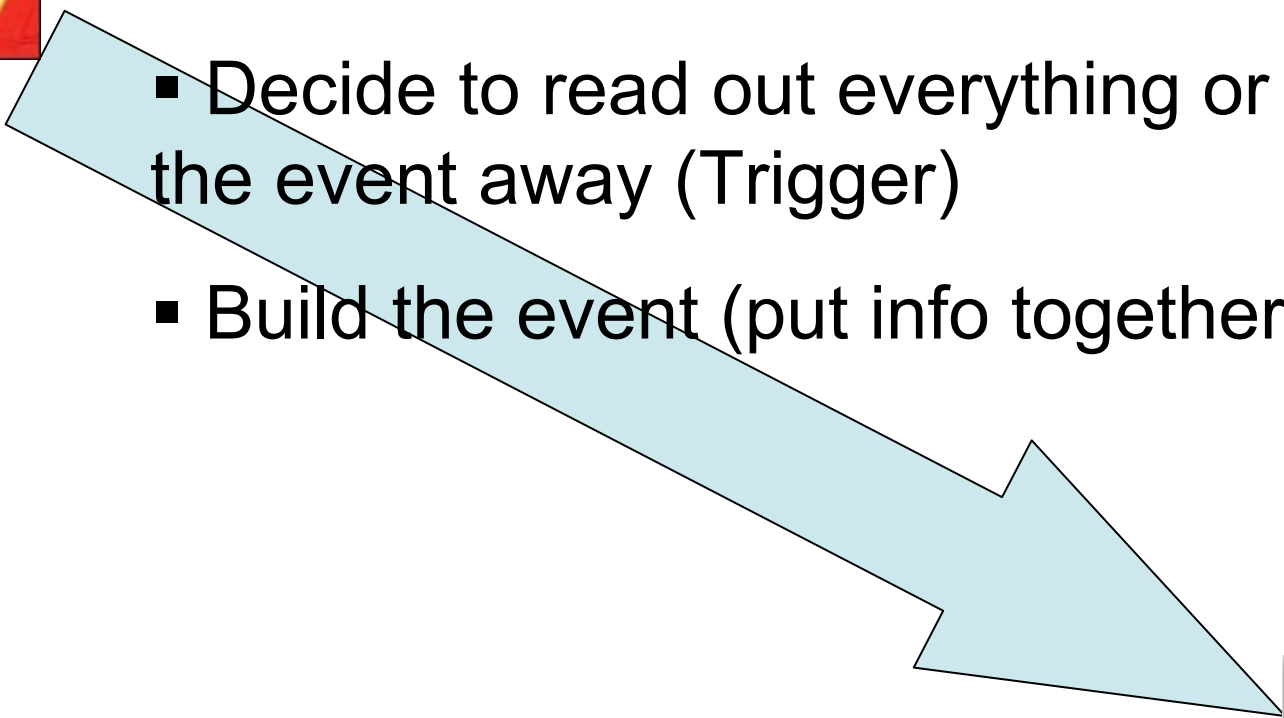 ▪ Decide to read out everything or
the event away (Trigger)
▪ Build the event (put info together